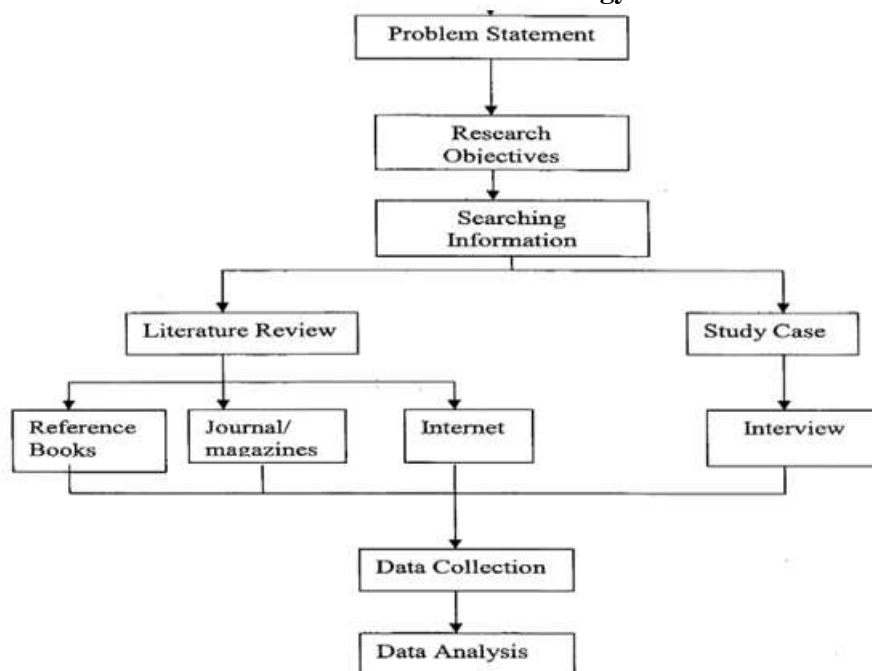 Problem Statement
Research
Objectives
Searching
Information
Literature Review
Study Case
Reference
Books
Journal/
magazines
Internet
Interview
Data Collection
Data Analysis